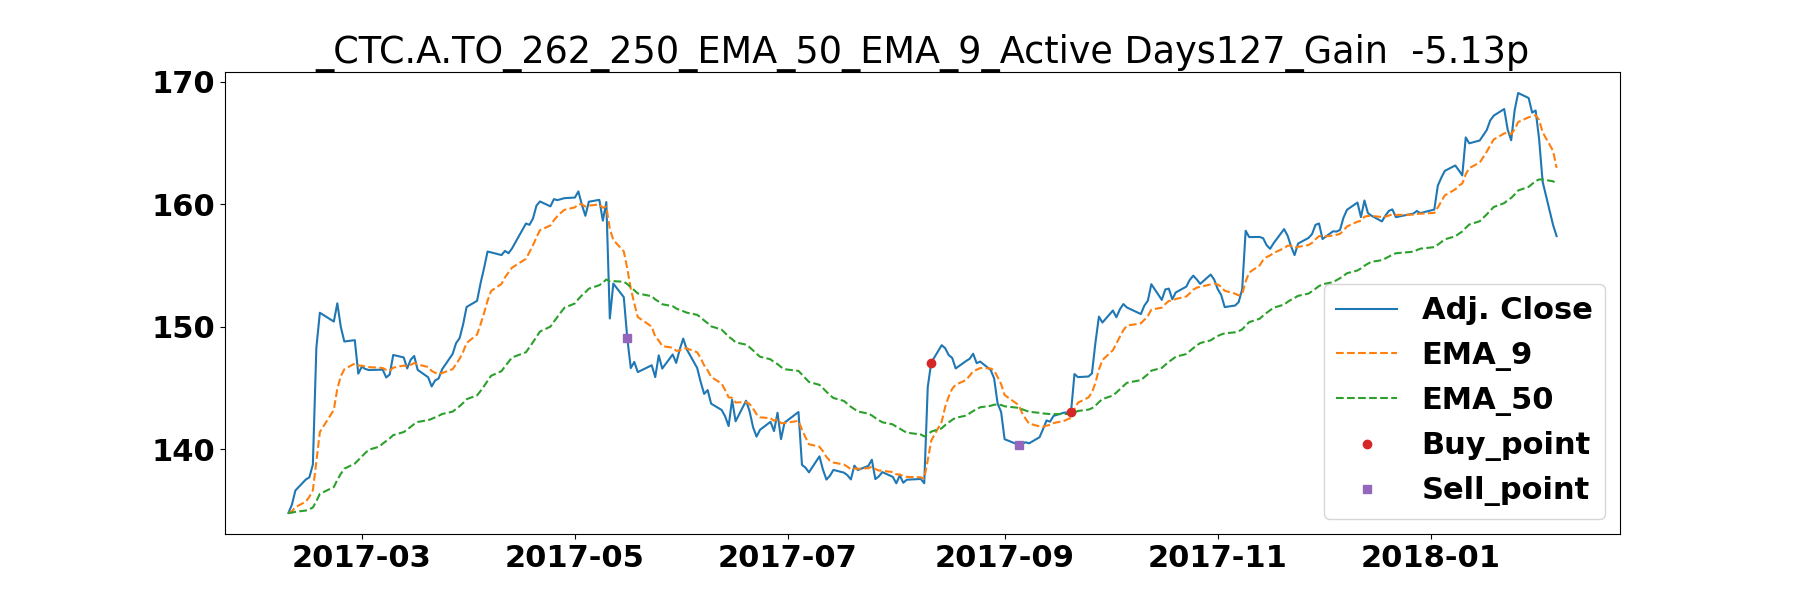 _CTC.A.TO_262_250_EMA_50_EMA_9_Active Days127_Gain  -5.13p
170
160
150
140
Adj. Close
EMA_9
EMA_50
Buy_point
Sell_point
2017-03 2017-05 2017-07 2017-09 2017-11 2018-01